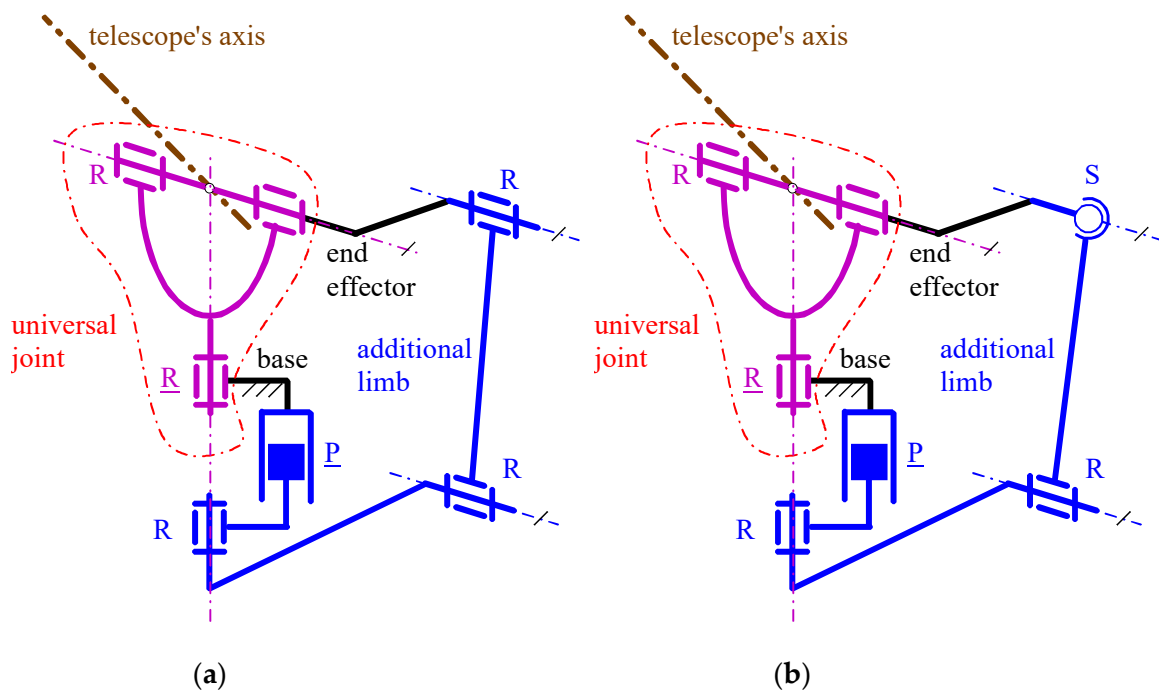 telescope's axis
R
R
end
effector
universal
joint
additional
limb
base
R
P
R
R
(a)
telescope's axis
R
S
end
effector
universal
joint
additional
limb
base
R
P
R
R
(b)